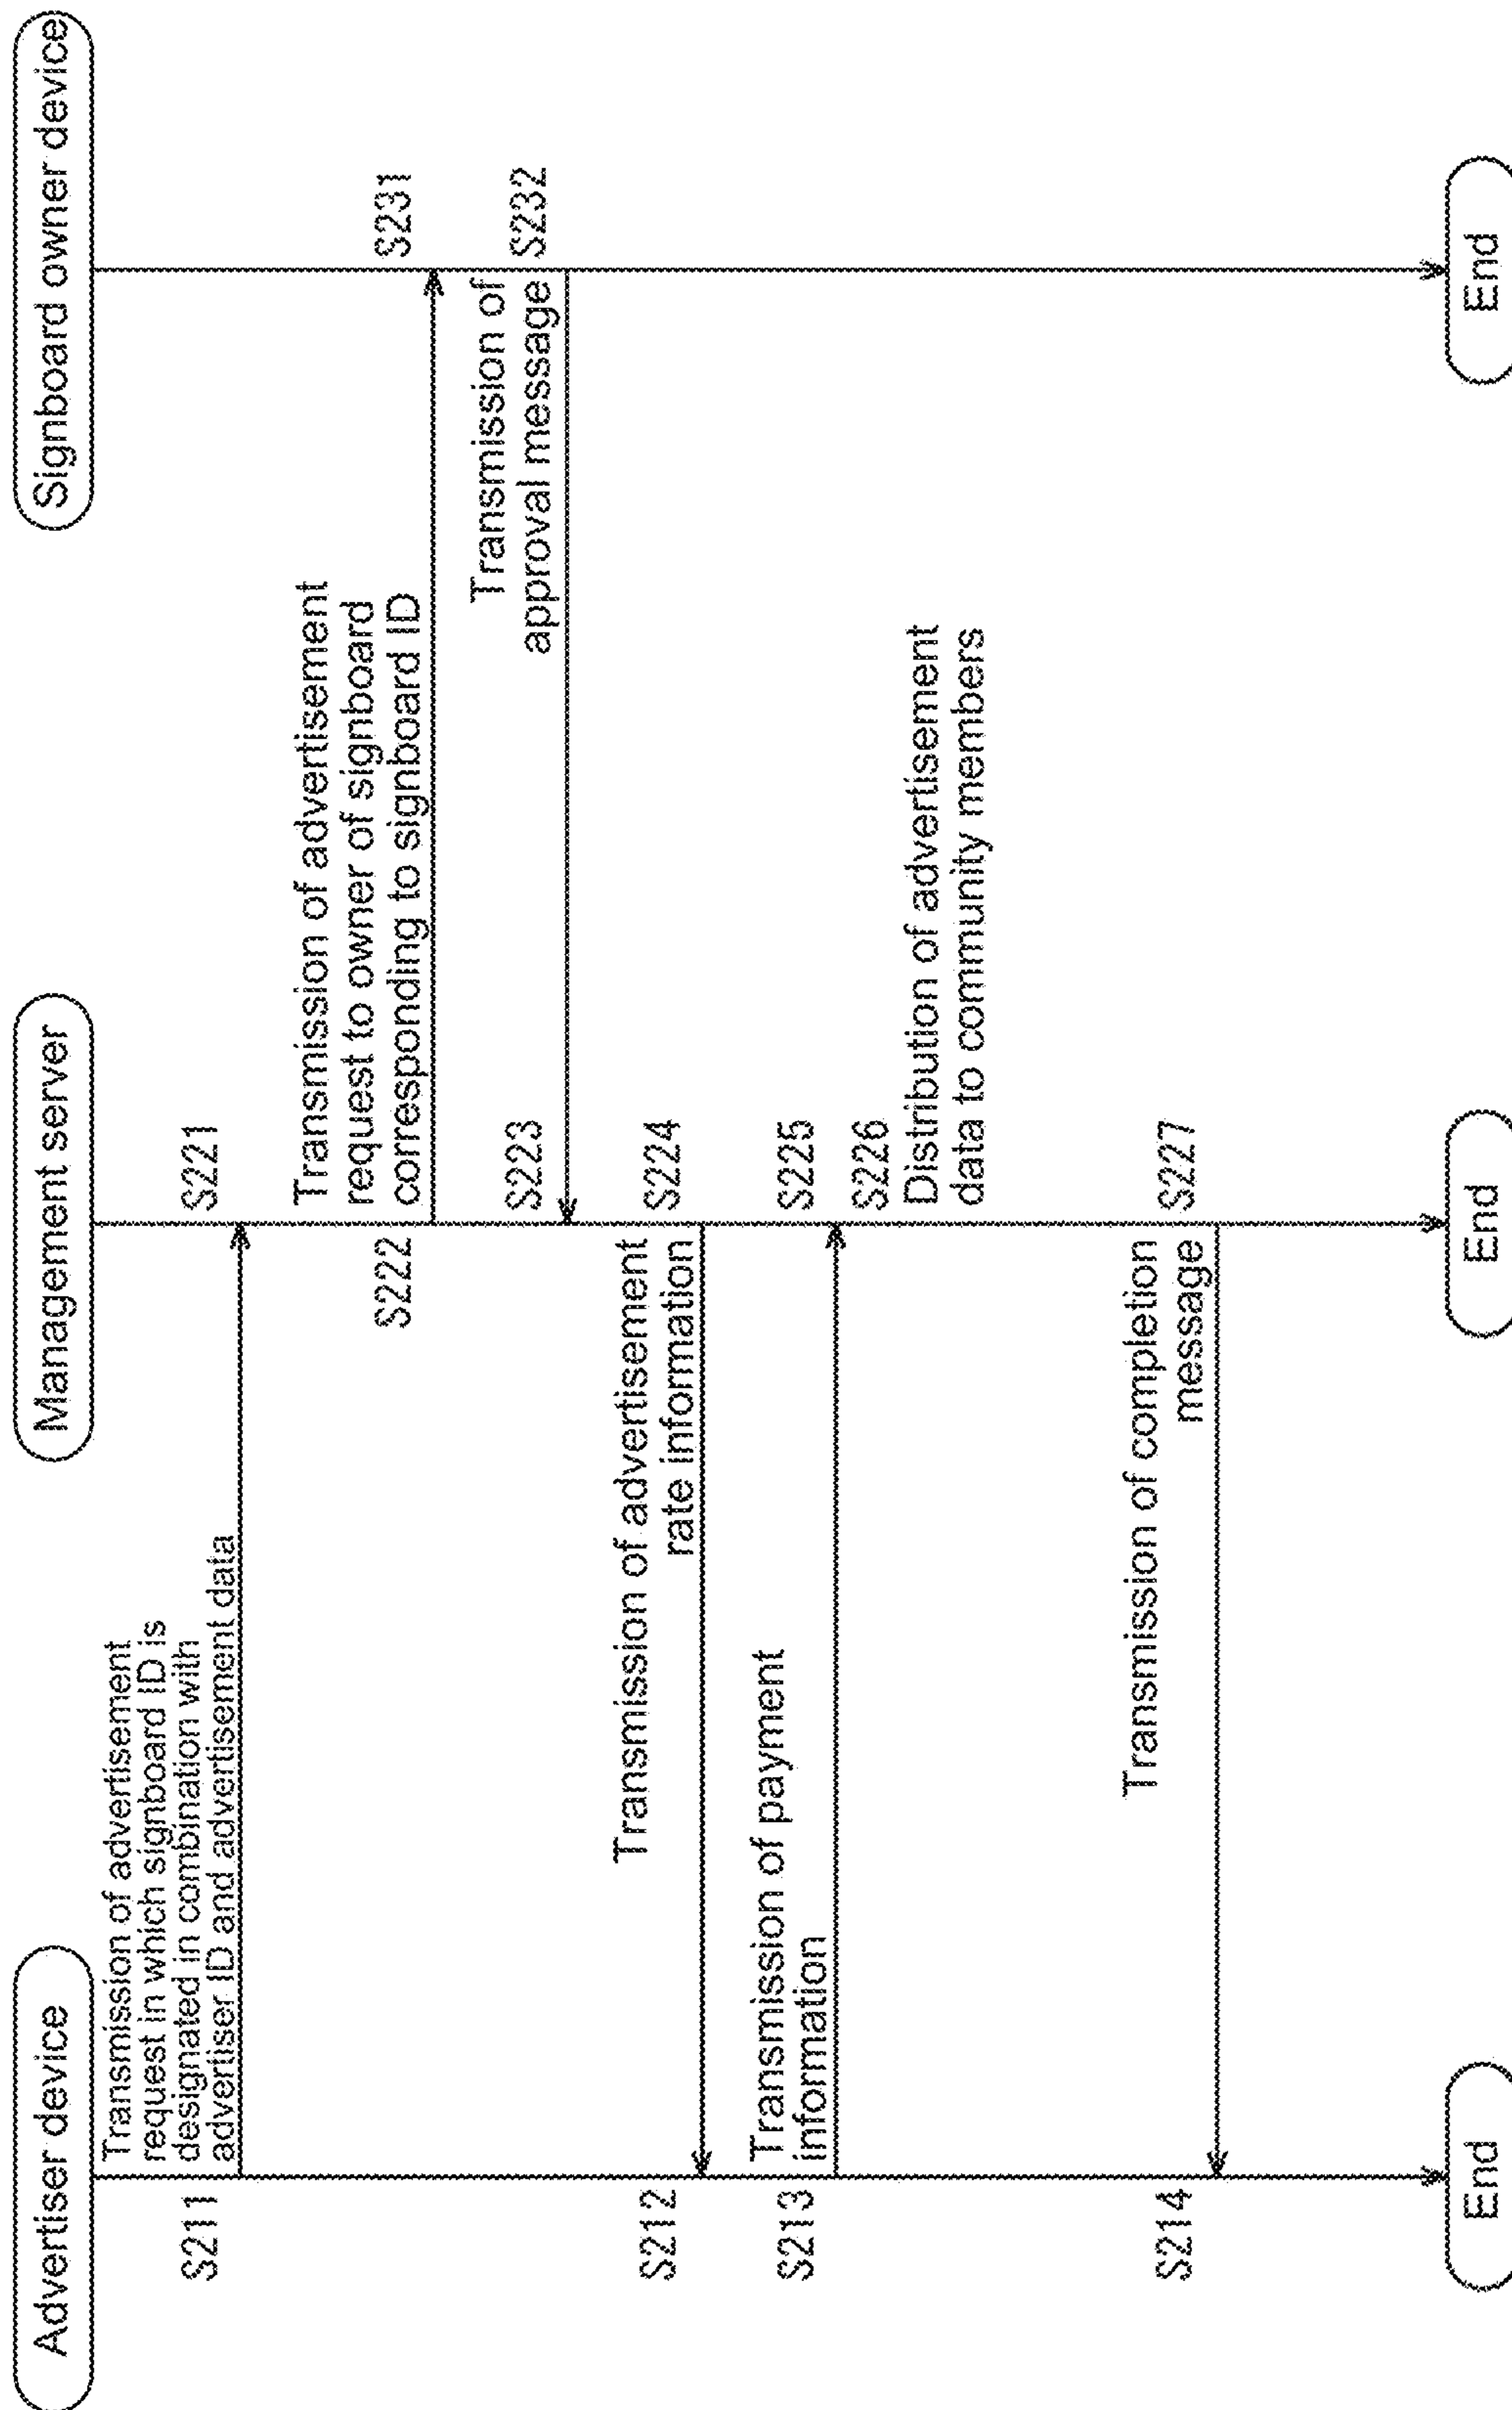 Advertiser device
Management server
Signboard owner device
Transmission of advertisement
request in which signboard ID is
designated in combination with
advertiser ID and advertisement data
S211
S221
Transmission of advertisement
request to owner of signboard
corresponding to signboard ID
S222
S231
Transmission of
approval message
S223
S232
Transmission of advertisement
rate information
S212
S224
Transmission of payment
information
S213
S225
S226
Distribution of advertisement
data to community members
Transmission of completion
message
S214
S227
End
End
End